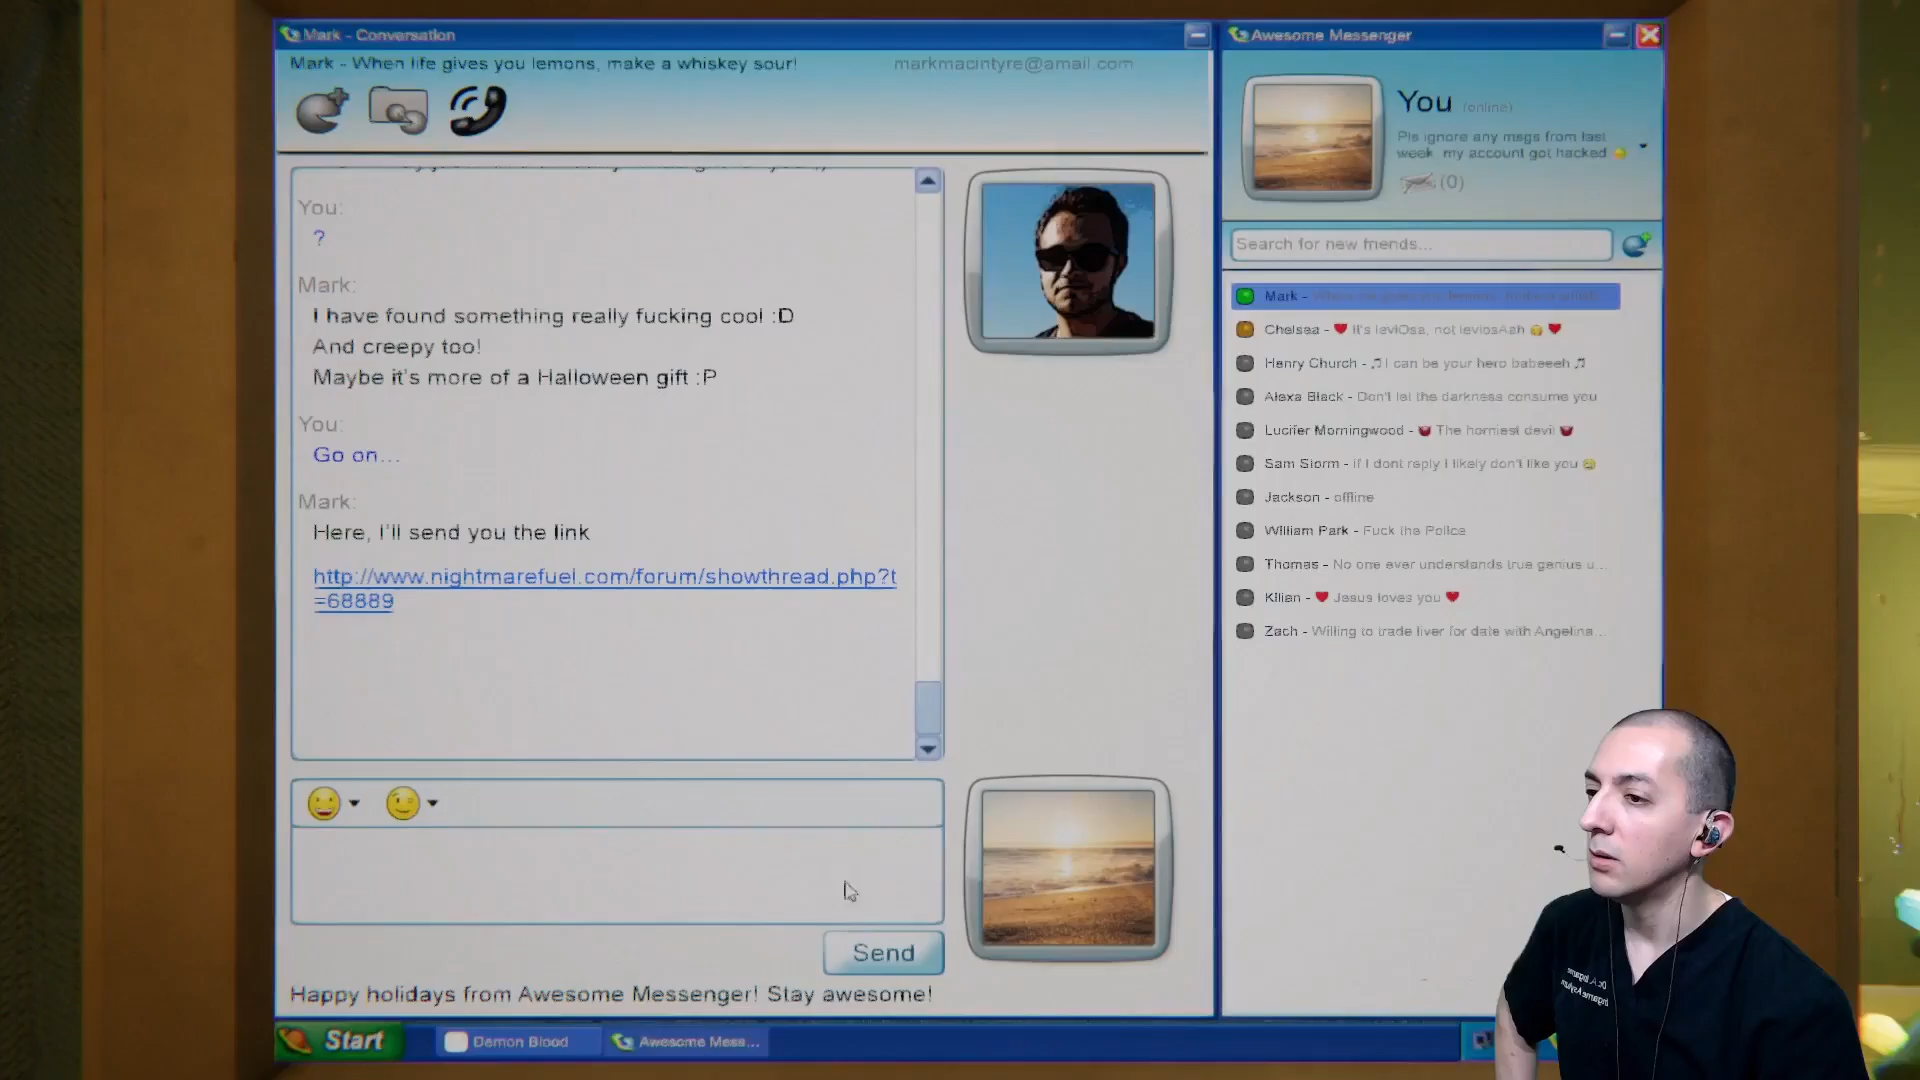 Mark - Conversation
Mark - When life gives you lemons, make a whiskey sour!
markmacintyre@amail.com
You:
?
Mark:
I have found something really fucking cool :D
And creepy too!
Maybe it's more of a Halloween gift :P
You:
Go on...
Mark:
Here, I'll send you the link
http://www.nightmarefuel.com/forum/showthread.php?t
=68889
Send
Happy holidays from Awesome Messenger! Stay awesome!
Awesome Messenger
You (online)
Pls ignore any msgs from last
week, my account got hacked
(0)
Search for new friends...
Mark -
Chelsea - It's leviOsa, not leviosAah
Henry Church - ♫ I can be your hero babeeeh ♫
Alexa Black - Don't let the darkness consume you
Lucifer Morningwood - The horniest devil
Sam Storm - if I dont reply I likely don't like you
Jackson - offline
William Park - Fuck the Police
Thomas - No one ever understands true genius u...
Kilian - Jesus loves you
Zach - Willing to trade liver for date with Angelina ...
Start
Demon Blood
Awesome Mess...